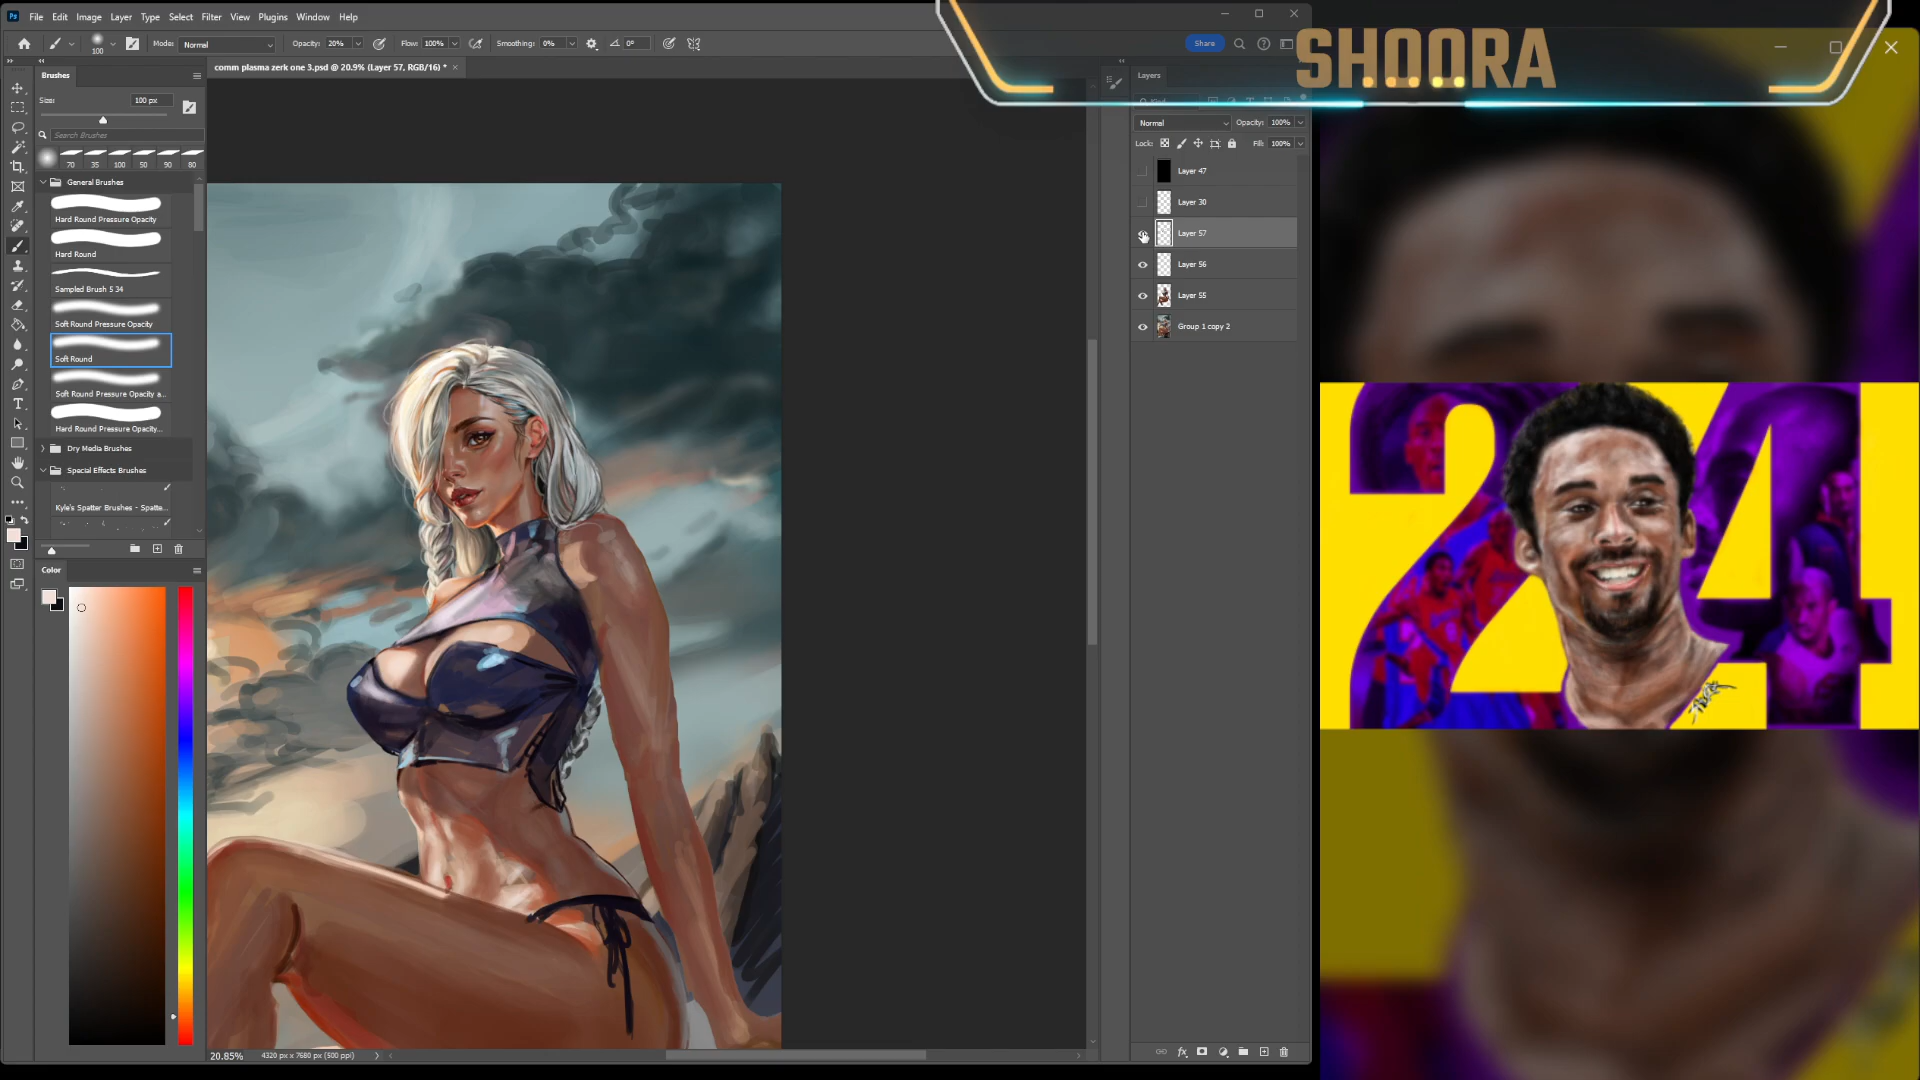 File Edit Image Layer Type Select Filter View Plugins Window Help
SHOORA
100 Mode: Normal Opacity: 20% Flow: 100% Smoothing: 0% 0° Share
comm plasma zerk one 3.psd @ 20.9% (Layer 57, RGB/16) *
Brushes
Size: 100 px
Search Brushes
70 35 100 50 90 80
General Brushes
Hard Round Pressure Opacity
Hard Round
Sampled Brush 5 34
Soft Round Pressure Opacity
Soft Round
Soft Round Pressure Opacity a...
Hard Round Pressure Opacity...
Dry Media Brushes
Special Effects Brushes
Kyle's Spatter Brushes - Spatte...
Color
20.85% 4320 px x 7680 px (500 ppi)
Layers
Normal Opacity: 100%
Lock: Fill: 100%
Layer 47
Layer 30
Layer 57
Layer 56
Layer 55
Group 1 copy 2
fx
24